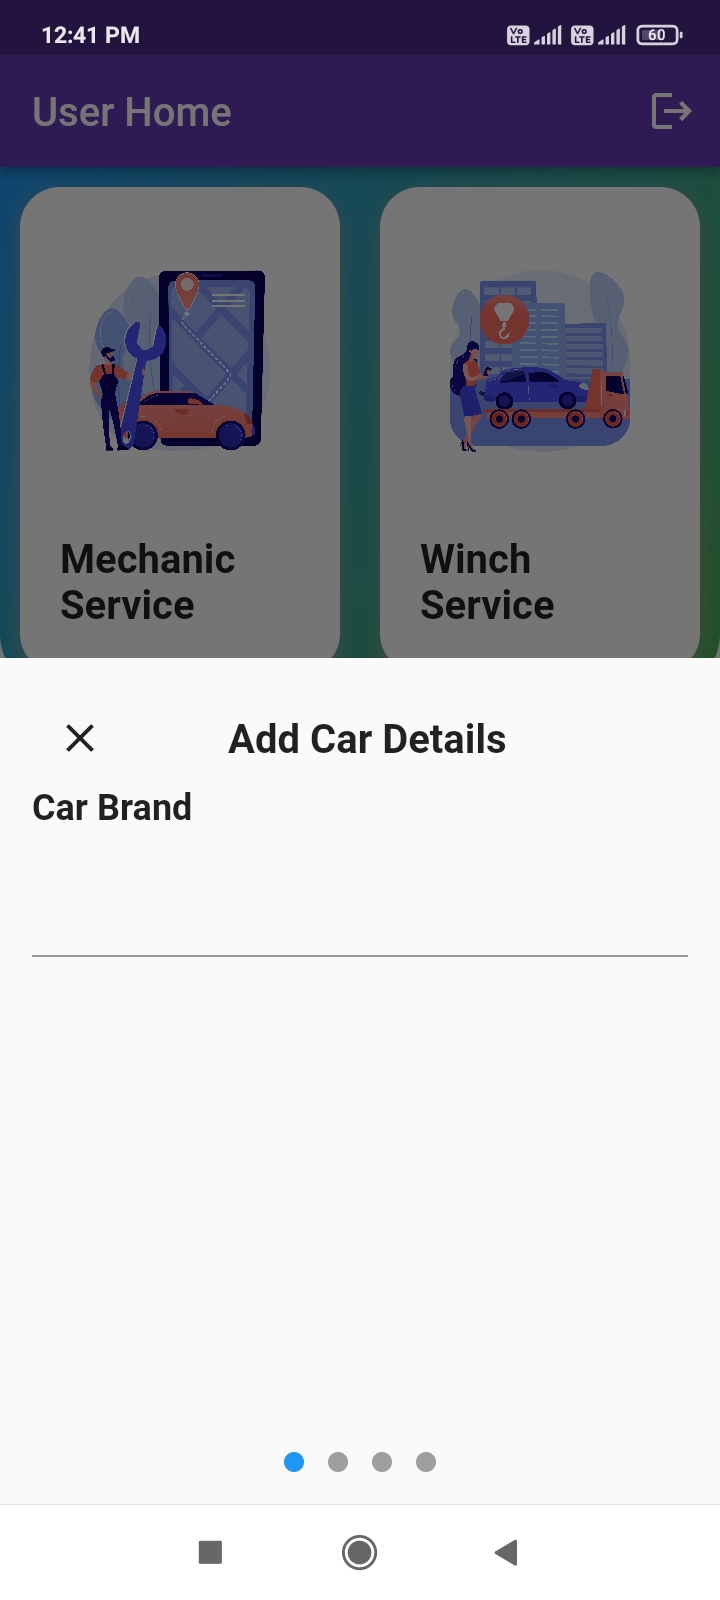 12:41 PM
Vo LTE Vo LTE 60
User Home
Mechanic
Service
Winch
Service
Add Car Details
Car Brand